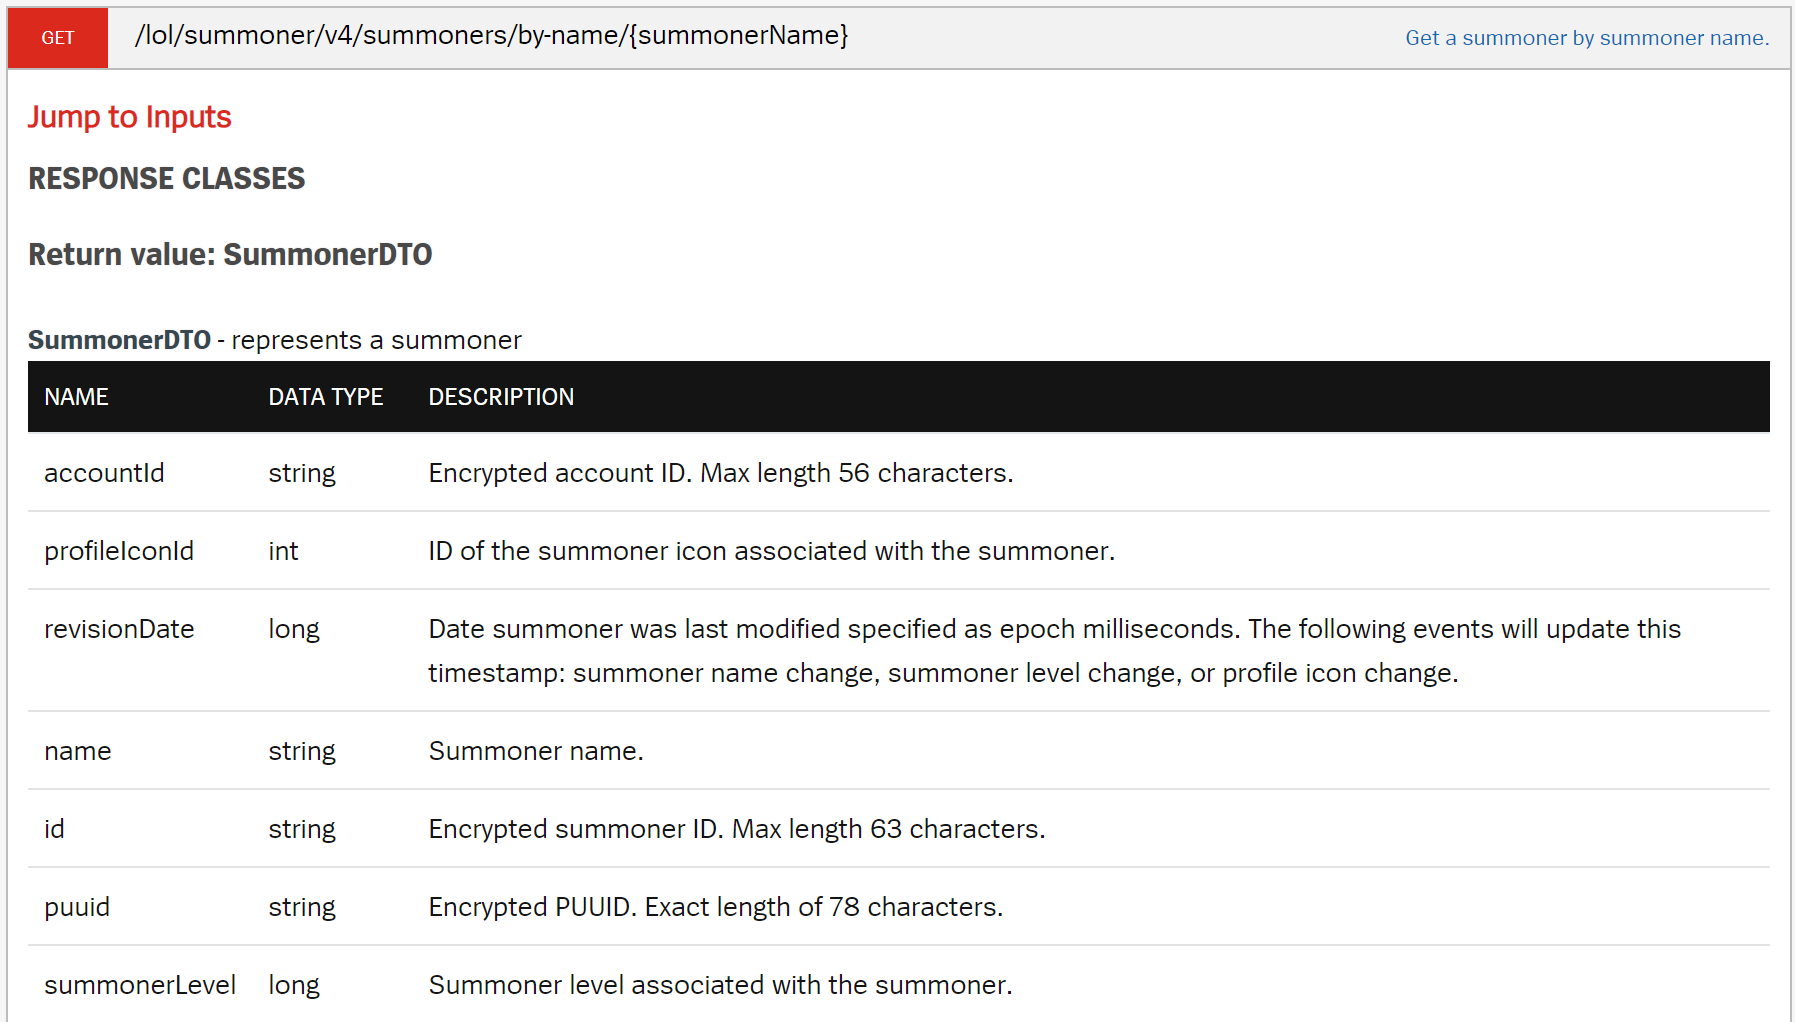 GET /lol/summoner/v4/summoners/by-name/{summonerName} Get a summoner by summoner name.
Jump to Inputs
RESPONSE CLASSES
Return value: SummonerDTO
SummonerDTO - represents a summoner
NAME DATA TYPE DESCRIPTION
accountId string Encrypted account ID. Max length 56 characters.
profileIconId int ID of the summoner icon associated with the summoner.
revisionDate long Date summoner was last modified specified as epoch milliseconds. The following events will update this
timestamp: summoner name change, summoner level change, or profile icon change.
name string Summoner name.
id string Encrypted summoner ID. Max length 63 characters.
puuid string Encrypted PUUID. Exact length of 78 characters.
summonerLevel long Summoner level associated with the summoner.